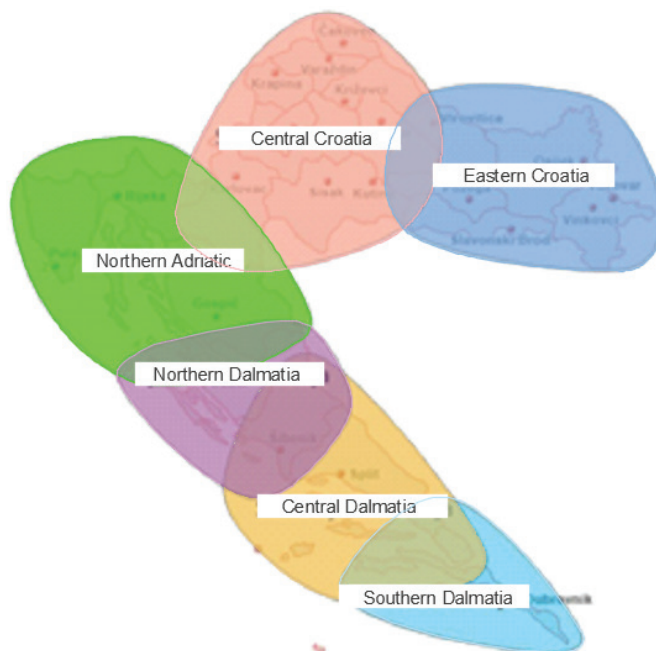 Čakovec
Varaždin
Krapina
Križevci
Central Croatia
Virovitica
Eastern Croatia
Sisak
Kutina
Vinkovci
Slavonski Brod
Rijeka
Northern Adriatic
Gospić
Northern Dalmatia
Šibenik
Split
Central Dalmatia
Southern Dalmatia
Dubrovnik